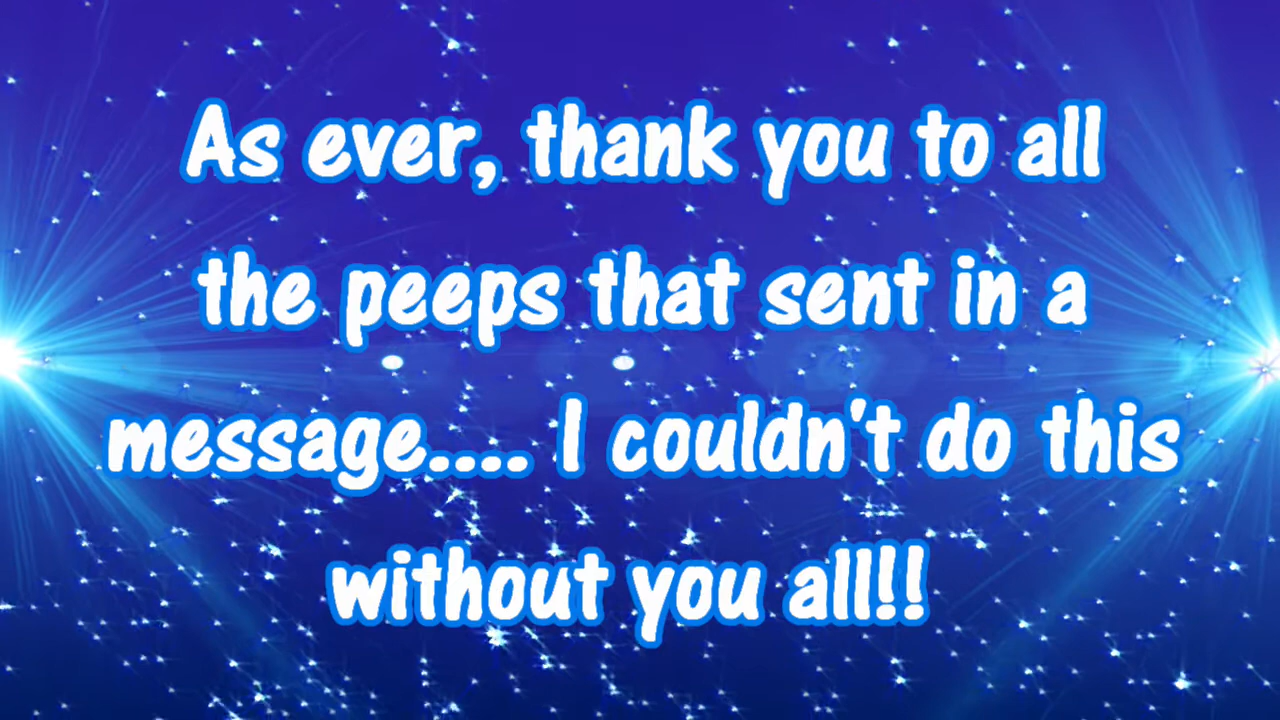 As ever, thank you to all
the peeps that sent in a
message.... I couldn't do this
without you all!!